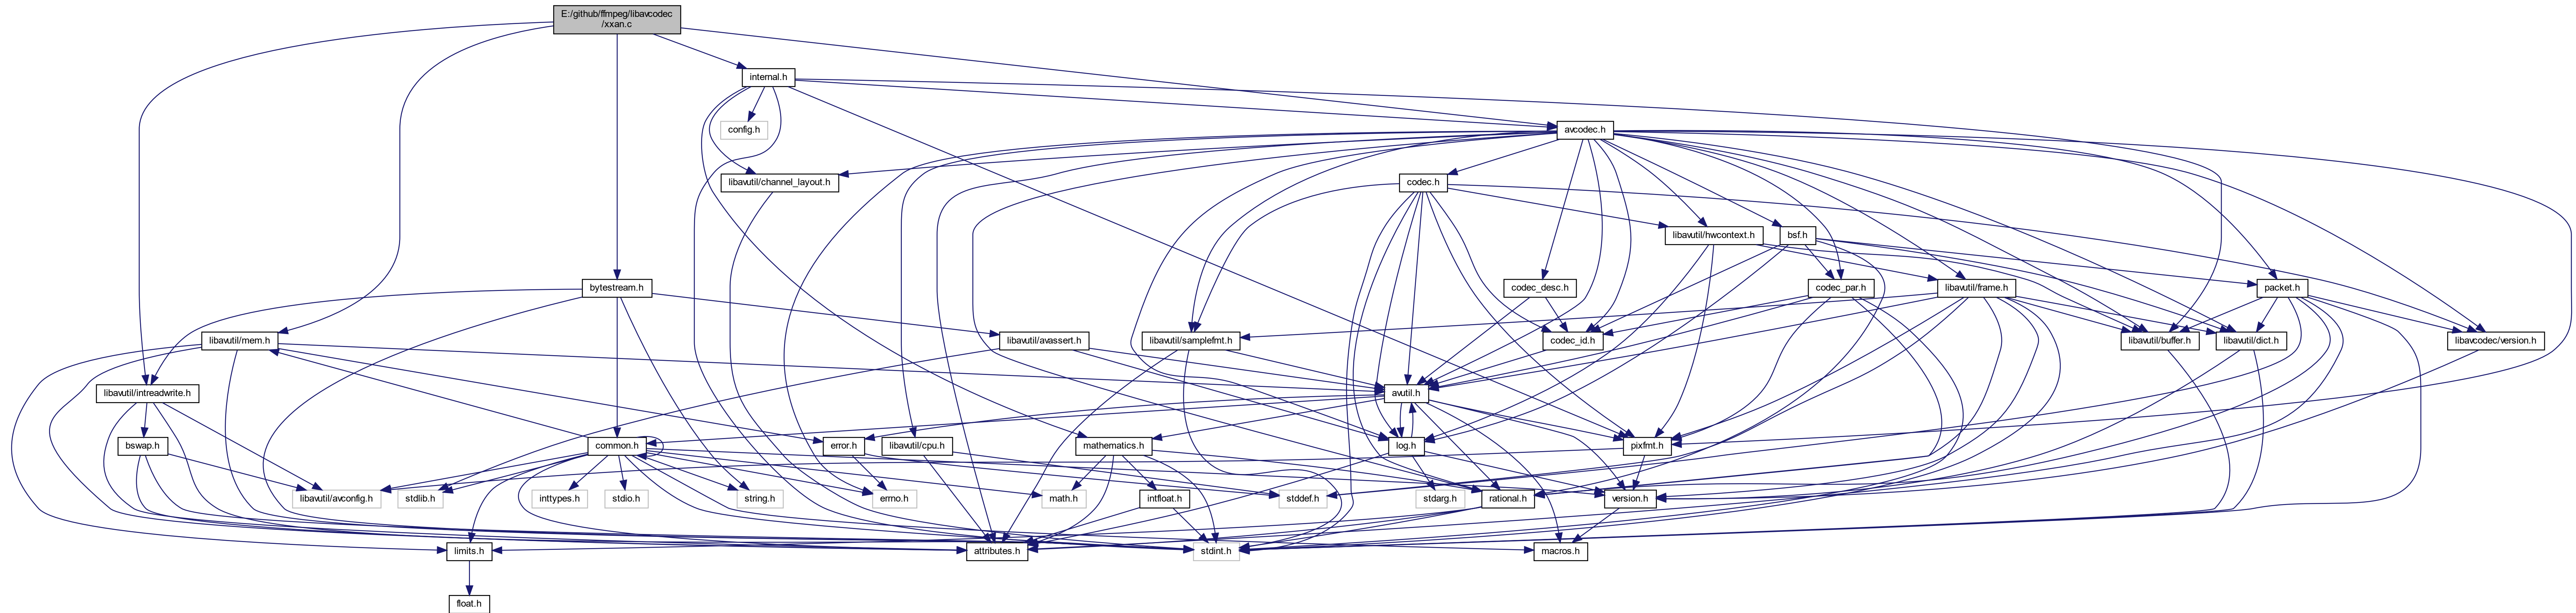 E:/github/ffmpeg/libavcodec
/xxan.c
internal.h
config.h
avcodec.h
libavutil/channel_layout.h
codec.h
libavutil/hwcontext.h
bsf.h
bytestream.h
codec_desc.h
codec_par.h
libavutil/frame.h
packet.h
libavutil/mem.h
libavutil/avassert.h
libavutil/samplefmt.h
codec_id.h
libavutil/buffer.h
libavutil/dict.h
libavcodec/version.h
libavutil/intreadwrite.h
avutil.h
bswap.h
common.h
error.h
libavutil/cpu.h
mathematics.h
log.h
pixfmt.h
libavutil/avconfig.h
stdlib.h
inttypes.h
stdio.h
string.h
errno.h
math.h
intfloat.h
stddef.h
stdarg.h
rational.h
version.h
limits.h
attributes.h
stdint.h
macros.h
float.h